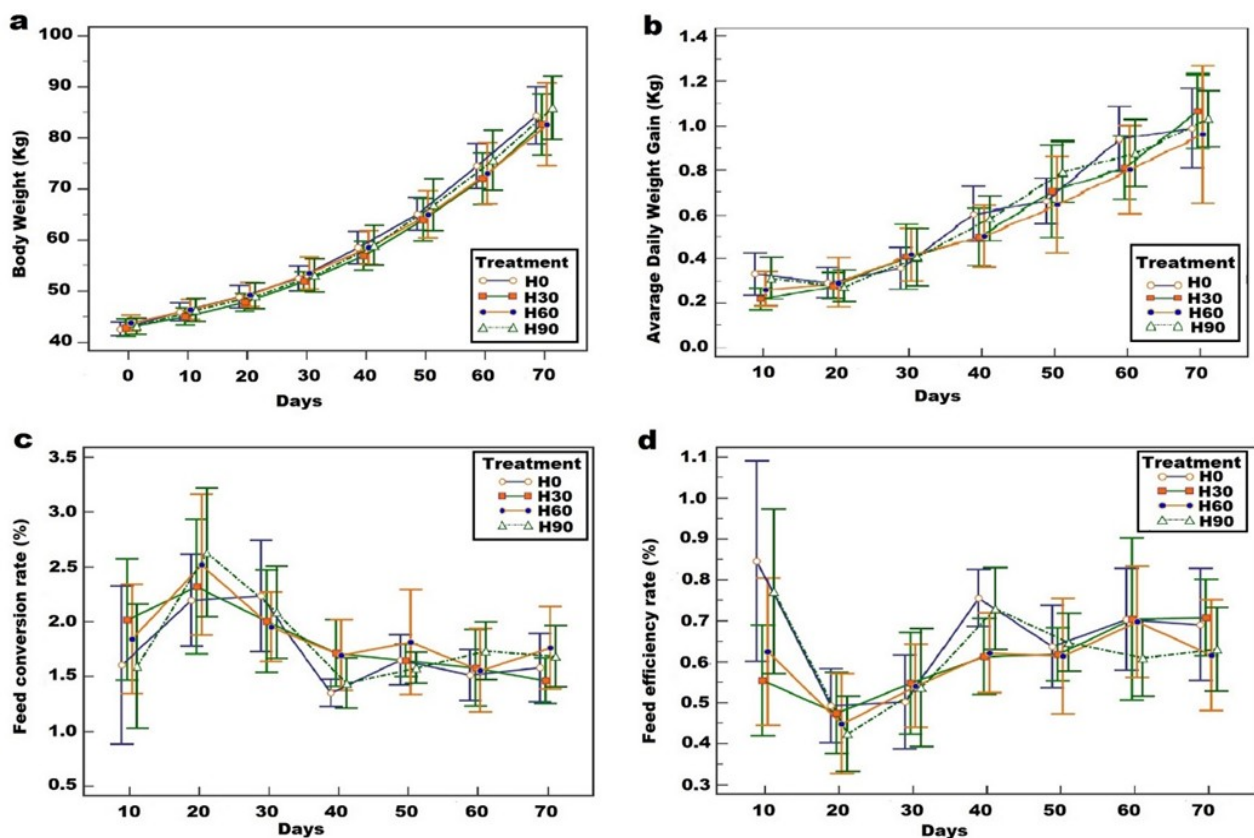 a
Body Weight (Kg)
100
90
80
70
60
50
40
0 10 20 30 40 50 60 70
Days
Treatment
H0
H30
H60
H90
b
Avarage Daily Weight Gain (Kg)
1.4
1.2
1.0
0.8
0.6
0.4
0.2
0.0
10 20 30 40 50 60 70
Days
Treatment
H0
H30
H60
H90
c
Feed conversion rate (%)
3.5
3.0
2.5
2.0
1.5
1.0
0.5
10 20 30 40 50 60 70
Days
Treatment
H0
H30
H60
H90
d
Feed efficiency rate (%)
1.1
1.0
0.9
0.8
0.7
0.6
0.5
0.4
0.3
10 20 30 40 50 60 70
Days
Treatment
H0
H30
H60
H90